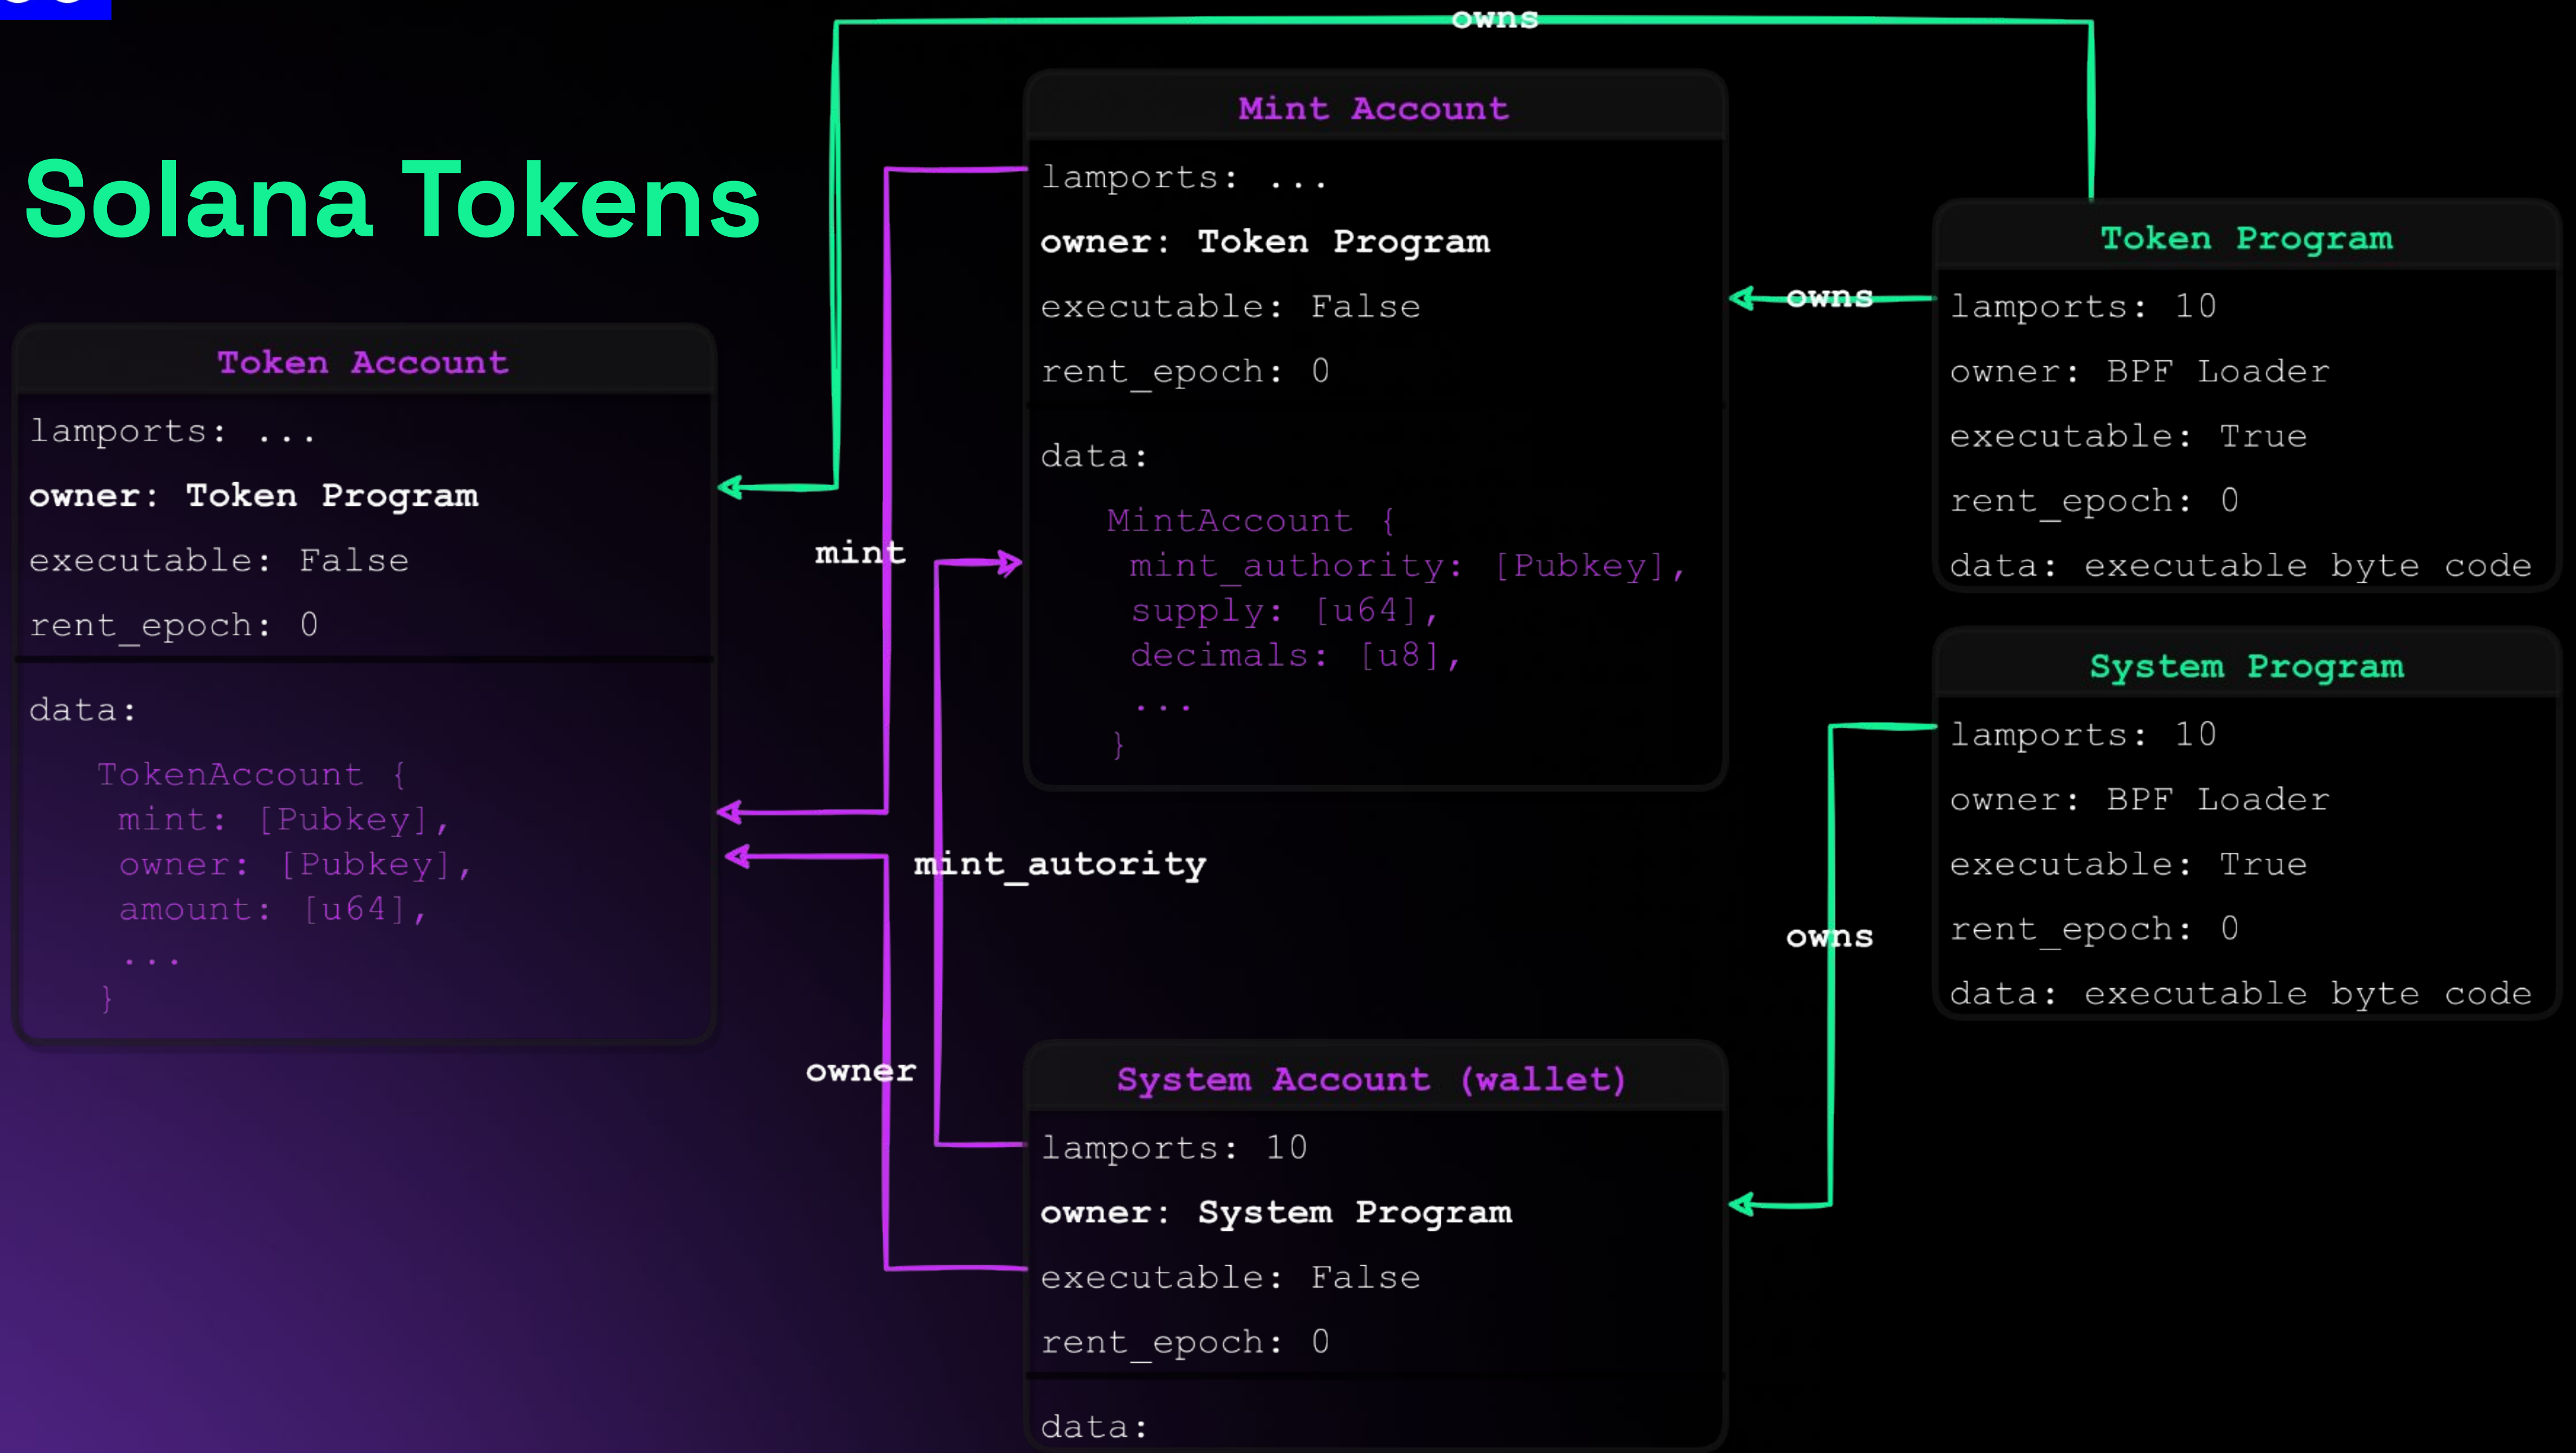 Solana Tokens
owns
Token Account
lamports: ...
owner: Token Program
executable: False
rent_epoch: 0
data:
TokenAccount {
mint: [Pubkey],
owner: [Pubkey],
amount: [u64],
...
}
mint
mint_autority
owner
Mint Account
lamports: ...
owner: Token Program
executable: False
rent_epoch: 0
data:
MintAccount {
mint_authority: [Pubkey],
supply: [u64],
decimals: [u8],
...
}
System Account (wallet)
lamports: 10
owner: System Program
executable: False
rent_epoch: 0
data:
owns
owns
Token Program
lamports: 10
owner: BPF Loader
executable: True
rent_epoch: 0
data: executable byte code
System Program
lamports: 10
owner: BPF Loader
executable: True
rent_epoch: 0
data: executable byte code